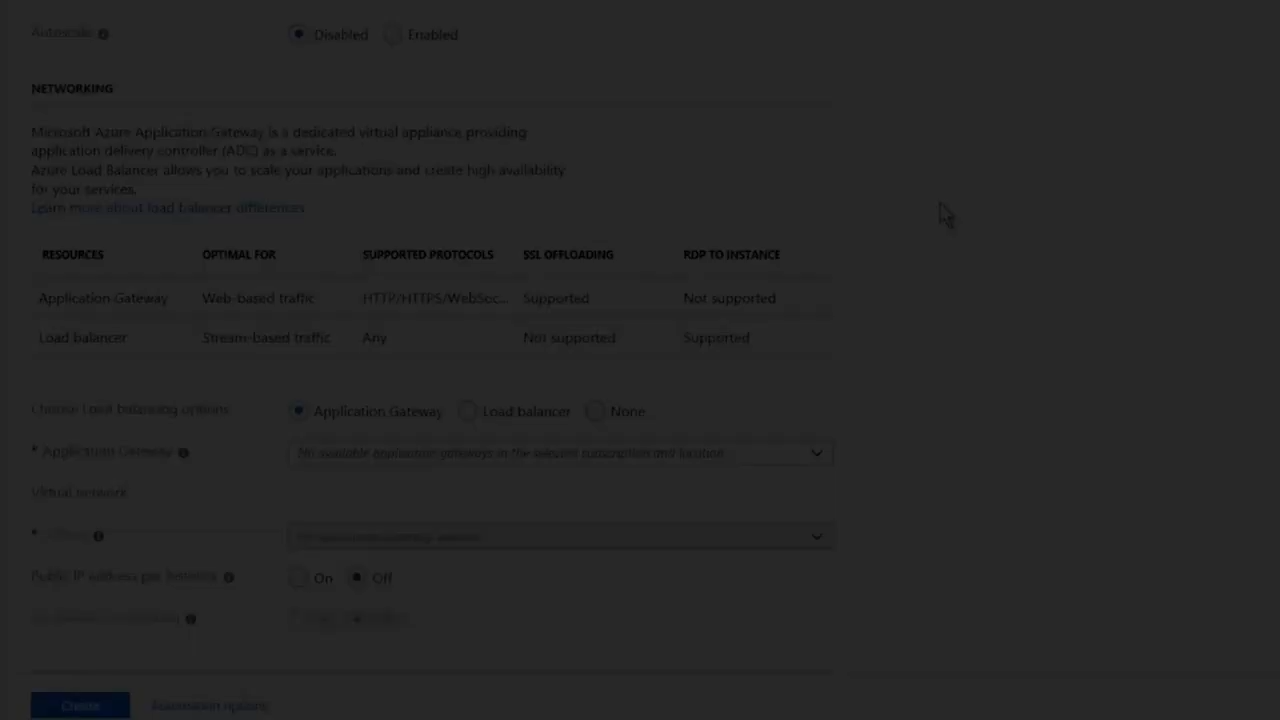 Autoscale
Disabled
Enabled
NETWORKING
Microsoft Azure Application Gateway is a dedicated virtual appliance providing
application delivery controller (ADC) as a service.
Azure Load Balancer allows you to scale your applications and create high availability
for your services.
Learn more about load balancer differences
RESOURCES OPTIMAL FOR SUPPORTED PROTOCOLS SSL OFFLOADING RDP TO INSTANCE
Application Gateway Web-based traffic HTTP/HTTPS/WebSoc... Supported Not supported
Load balancer Stream-based traffic Any Not supported Supported
Choose Load balancing options Application Gateway Load balancer None
* Application Gateway No available application gateways in the selected subscription and location
Virtual network
*
Public IP address per instance On Off
Create Automation options